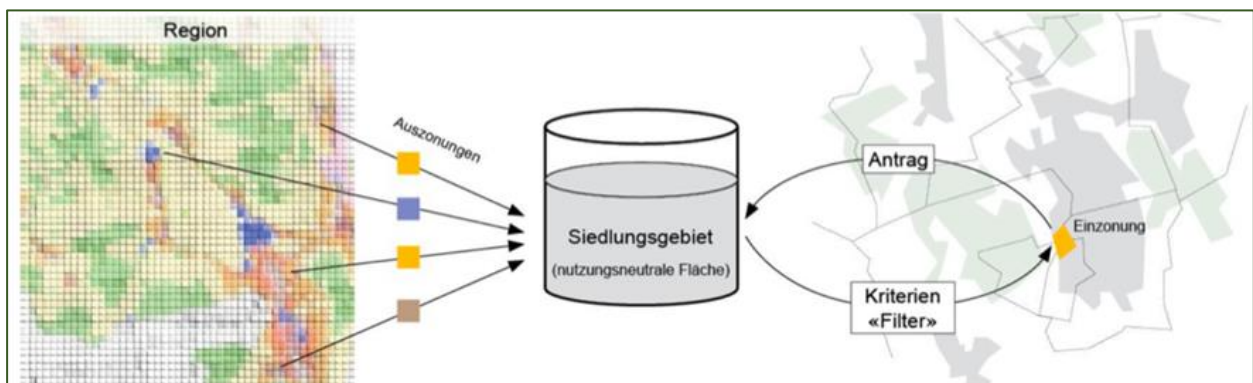 Region
Auszonungen
Siedlungsgebiet
(nutzungsneutrale Fläche)
Antrag
Einzonung
Kriterien
«Filter»